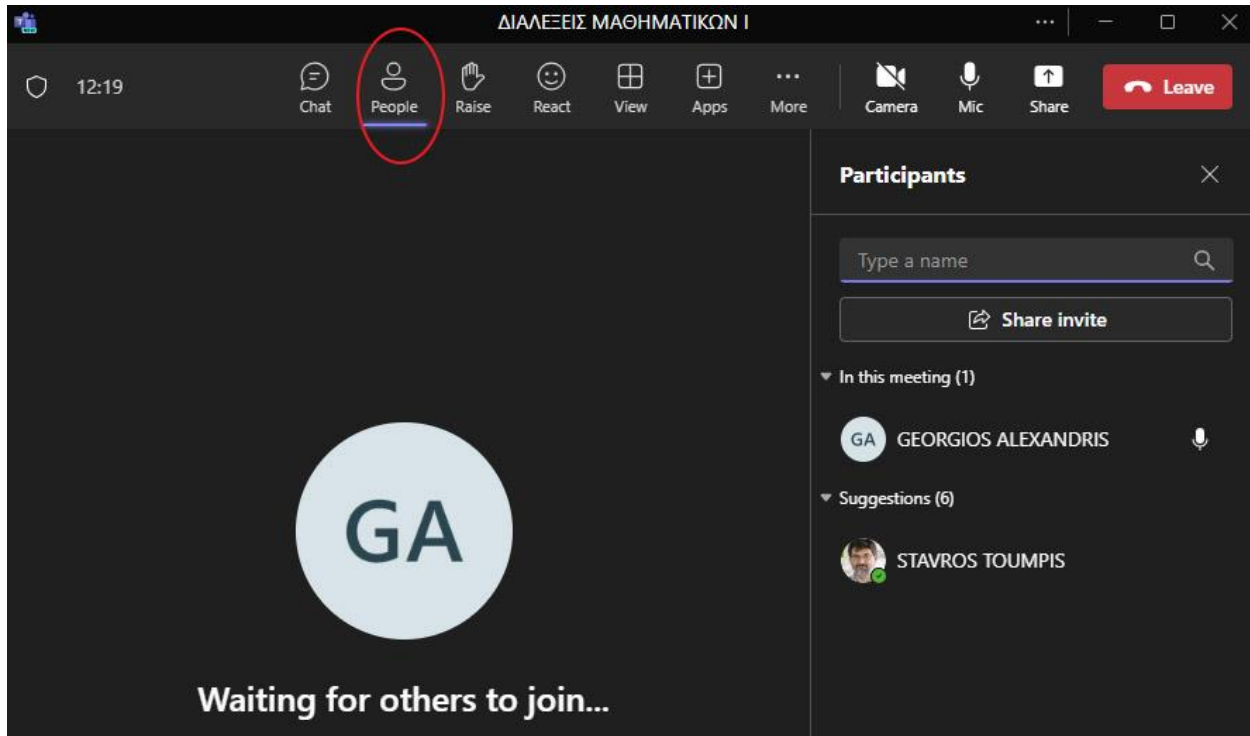 ΔΙΑΛΕΞΕΙΣ ΜΑΘΗΜΑΤΙΚΩΝ Ι
12:19
Chat People Raise React View Apps More Camera Mic Share Leave
Participants
Type a name
Share invite
In this meeting (1)
GA GEORGIOS ALEXANDRIS
Suggestions (6)
STAVROS TOUMPIS
GA
Waiting for others to join...